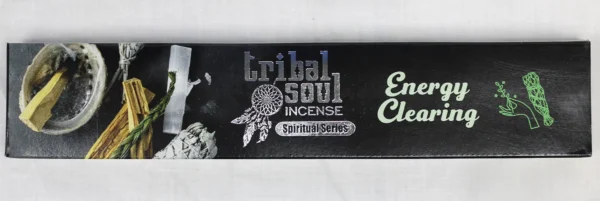 tribal
soul
INCENSE
Spiritual Series
Energy
Clearing